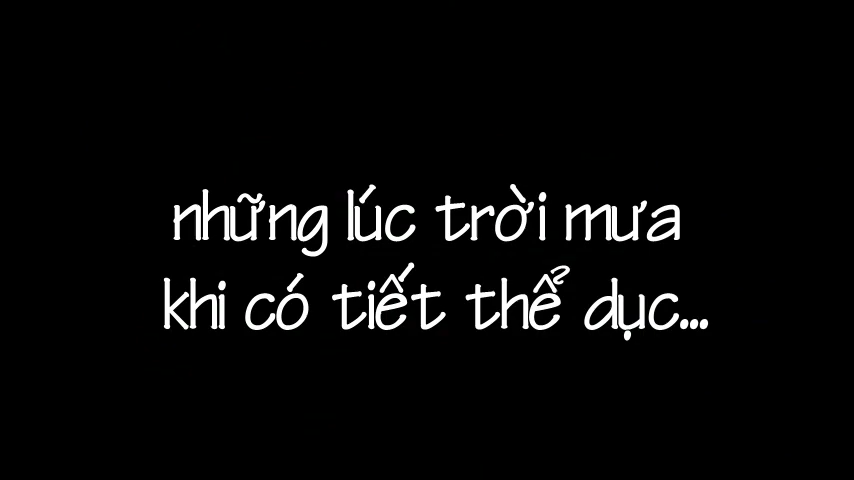 những lúc trời mưa
khi có tiết thể dục...